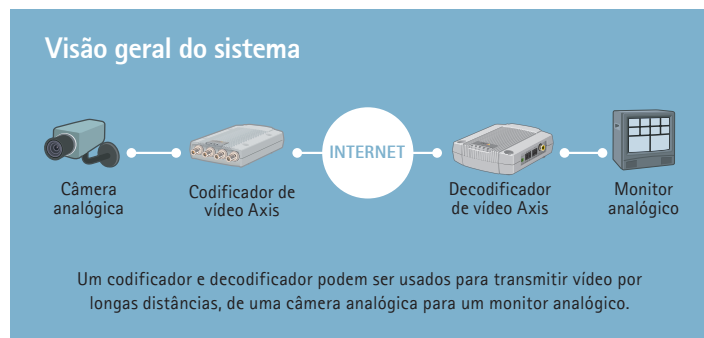 Visão geral do sistema
INTERNET
Câmera
analógica
Codificador de
vídeo Axis
Decodificador
de vídeo Axis
Monitor
analógico
Um codificador e decodificador podem ser usados para transmitir vídeo por
longas distâncias, de uma câmera analógica para um monitor analógico.